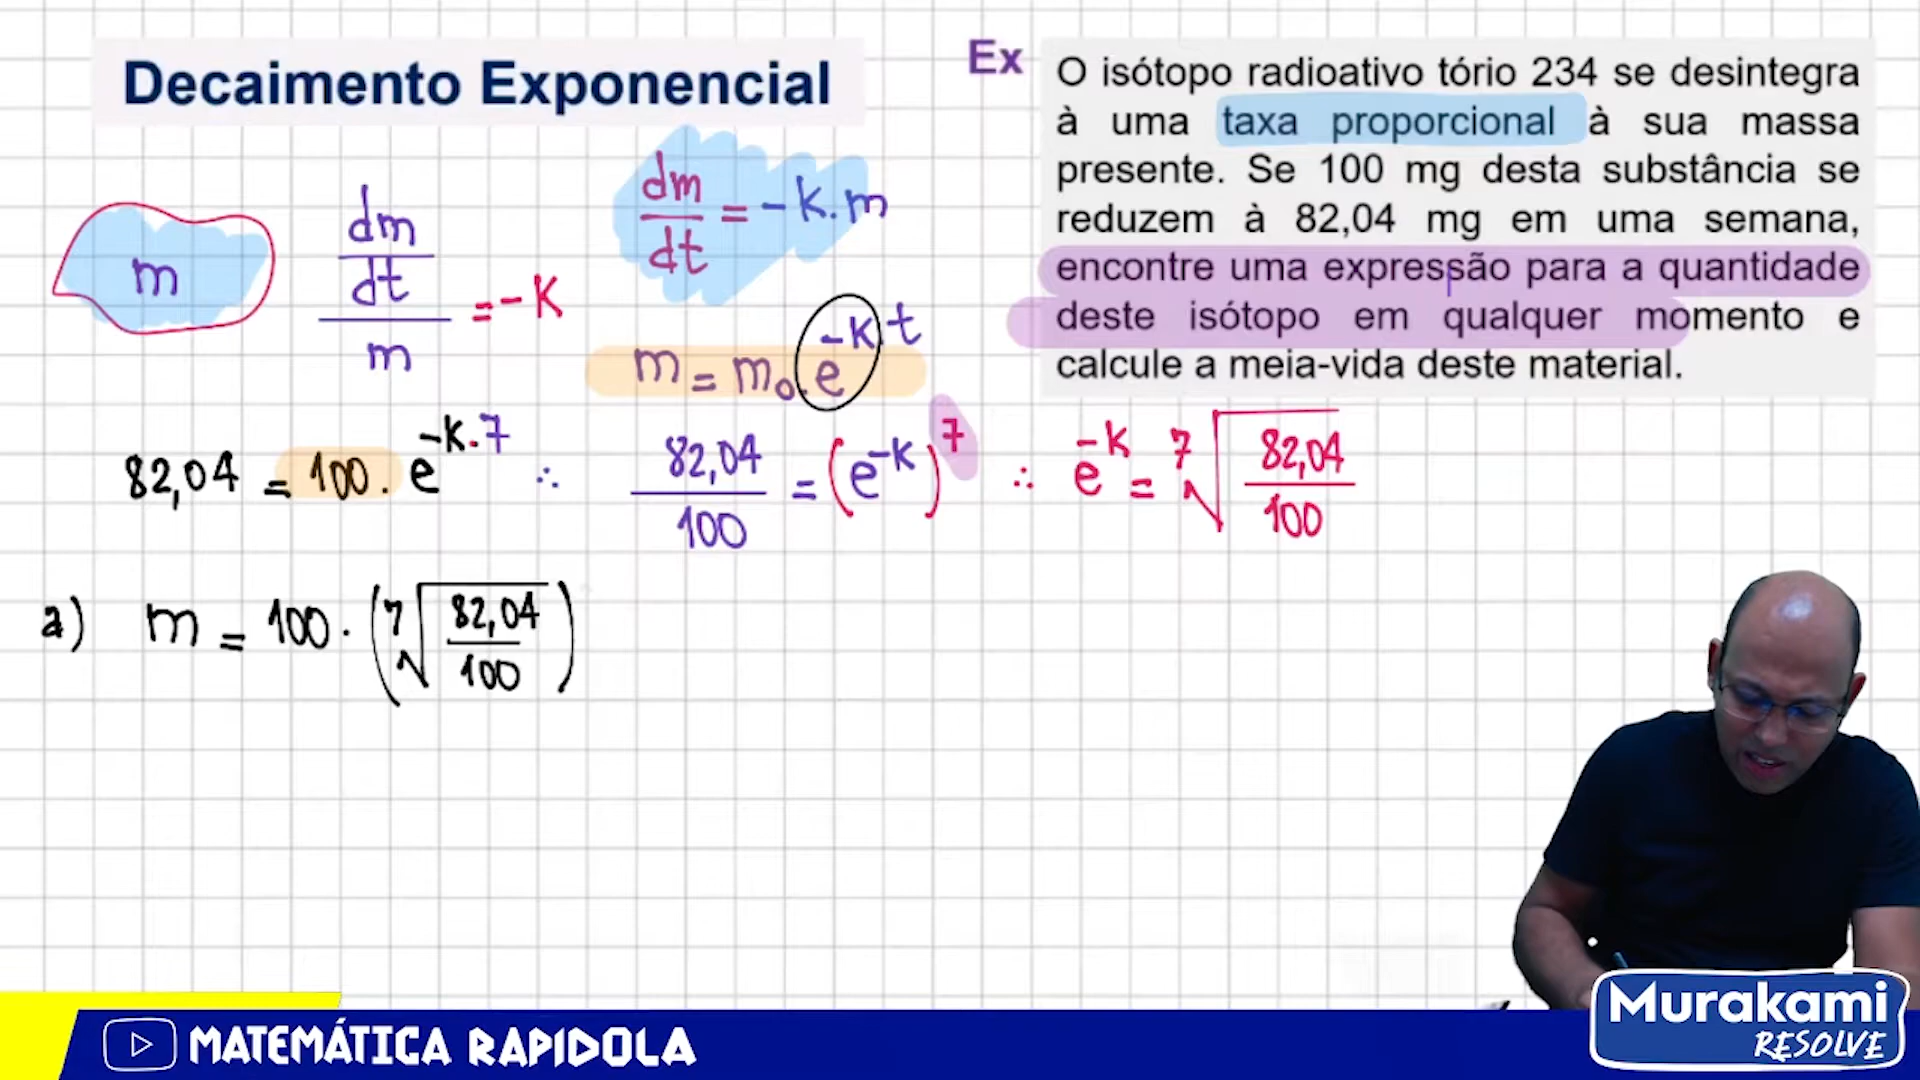 Decaimento Exponencial
Ex
O isótopo radioativo tório 234 se desintegra
à uma taxa proporcional à sua massa
presente. Se 100 mg desta substância se
reduzem à 82,04 mg em uma semana,
encontre uma expressão para a quantidade
deste isótopo em qualquer momento e
calcule a meia-vida deste material.
m
dm
dt
m
= -K
dm
dt
= -k.m
m = m₀.e^-k.t
82,04 = 100. e^-k.7 ∴ 82,04/100 = (e^-k)^7 ∴ e^-k = 7√(82,04/100)
a) m = 100 · (7√(82,04/100))
MATEMÁTICA RAPIDOLA
Murakami
RESOLVE